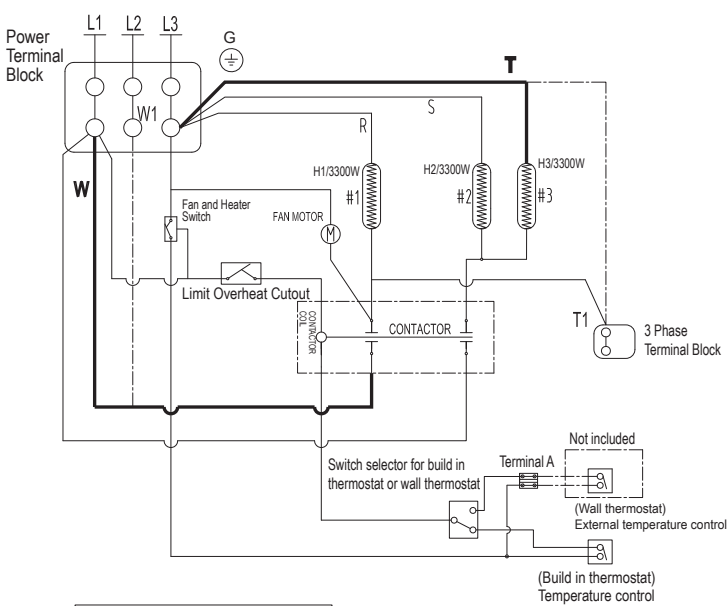 L1 L2 L3
G
Power
Terminal
Block
W1
T
S
R
W
H1/3300W
H2/3300W
H3/3300W
#1
#2
#3
Fan and Heater
Switch
FAN MOTOR
M
Limit Overheat Cutout
CONTACTOR
COIL
CONTACTOR
T1
3 Phase
Terminal Block
Switch selector for build in
thermostat or wall thermostat
Terminal A
Not included
(Wall thermostat)
External temperature control
(Build in thermostat)
Temperature control